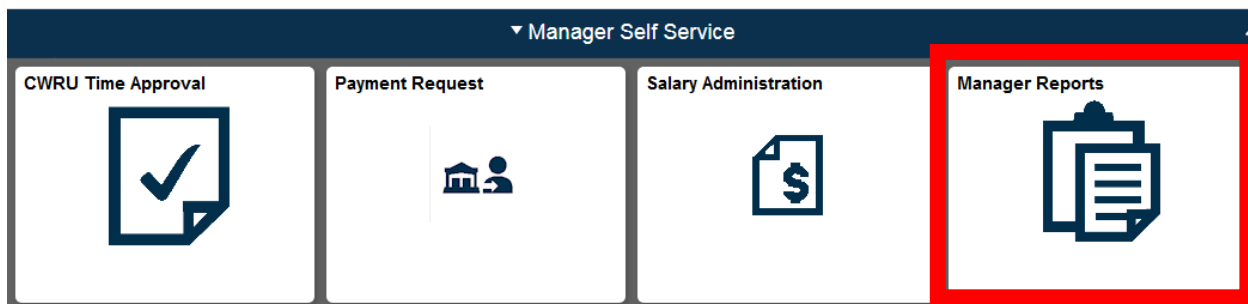 Manager Self Service
CWRU Time Approval
Payment Request
Salary Administration
Manager Reports